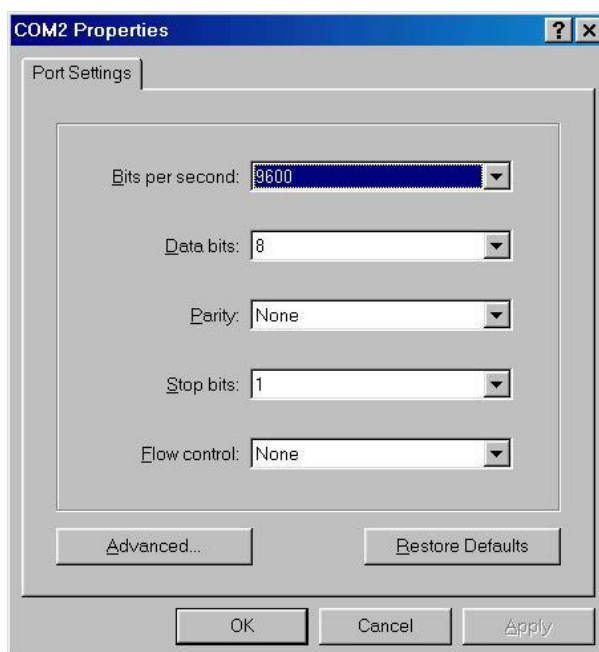 COM2 Properties
Port Settings
Bits per second: 9600
Data bits: 8
Parity: None
Stop bits: 1
Flow control: None
Advanced... Restore Defaults
OK Cancel Apply